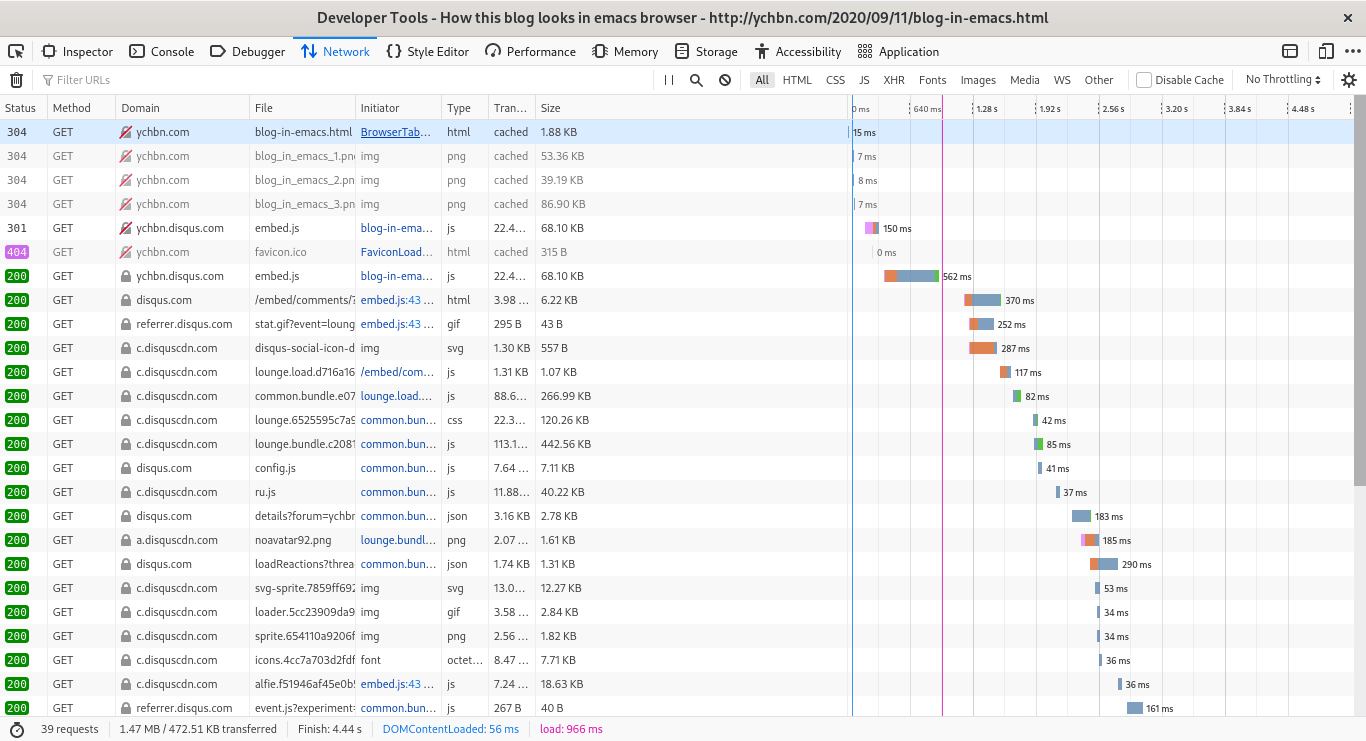 Developer Tools - How this blog looks in emacs browser - http://ychbn.com/2020/09/11/blog-in-emacs.html
Inspector Console Debugger Network Style Editor Performance Memory Storage Accessibility Application
Filter URLs All HTML CSS JS XHR Fonts Images Media WS Other Disable Cache No Throttling
Status Method Domain File Initiator Type Tran… Size 0 ms 640 ms 1.28 s 1.92 s 2.56 s 3.20 s 3.84 s 4.48 s
304 GET ychbn.com blog-in-emacs.html BrowserTab… html cached 1.88 KB 15 ms
304 GET ychbn.com blog_in_emacs_1.pn img png cached 53.36 KB 7 ms
304 GET ychbn.com blog_in_emacs_2.pn img png cached 39.19 KB 8 ms
304 GET ychbn.com blog_in_emacs_3.pn img png cached 86.90 KB 7 ms
301 GET ychbn.disqus.com embed.js blog-in-ema… js 22.4… 68.10 KB 150 ms
404 GET ychbn.com favicon.ico FaviconLoad… html cached 315 B 0 ms
200 GET ychbn.disqus.com embed.js blog-in-ema… js 22.4… 68.10 KB 562 ms
200 GET disqus.com /embed/comments/? embed.js:43 … html 3.98 … 6.22 KB 370 ms
200 GET referrer.disqus.com stat.gif?event=loung embed.js:43 … gif 295 B 43 B 252 ms
200 GET c.disquscdn.com disqus-social-icon-d img svg 1.30 KB 557 B 287 ms
200 GET c.disquscdn.com lounge.load.d716a16 /embed/com… js 1.31 KB 1.07 KB 117 ms
200 GET c.disquscdn.com common.bundle.e07 lounge.load.… js 88.6… 266.99 KB 82 ms
200 GET c.disquscdn.com lounge.6525595c7a9 common.bun… css 22.3… 120.26 KB 42 ms
200 GET c.disquscdn.com lounge.bundle.c2081 common.bun… js 113.1… 442.56 KB 85 ms
200 GET disqus.com config.js common.bun… js 7.64 … 7.11 KB 41 ms
200 GET c.disquscdn.com ru.js common.bun… js 11.88… 40.22 KB 37 ms
200 GET disqus.com details?forum=ychbn common.bun… json 3.16 KB 2.78 KB 183 ms
200 GET a.disquscdn.com noavatar92.png lounge.bundl… png 2.07 … 1.61 KB 185 ms
200 GET disqus.com loadReactions?threa common.bun… json 1.74 KB 1.31 KB 290 ms
200 GET c.disquscdn.com svg-sprite.7859ff692 img svg 13.0… 12.27 KB 53 ms
200 GET c.disquscdn.com loader.5cc23909da9 img gif 3.58 … 2.84 KB 34 ms
200 GET c.disquscdn.com sprite.654110a9206f img png 2.56 … 1.82 KB 34 ms
200 GET c.disquscdn.com icons.4cc7a703d2fdf font octet… 8.47 … 7.71 KB 36 ms
200 GET c.disquscdn.com alfie.f51946af45e0b embed.js:43 … js 7.24 … 18.63 KB 36 ms
200 GET referrer.disqus.com event.js?experiment= common.bun… js 267 B 40 B 161 ms
39 requests 1.47 MB / 472.51 KB transferred Finish: 4.44 s DOMContentLoaded: 56 ms load: 966 ms